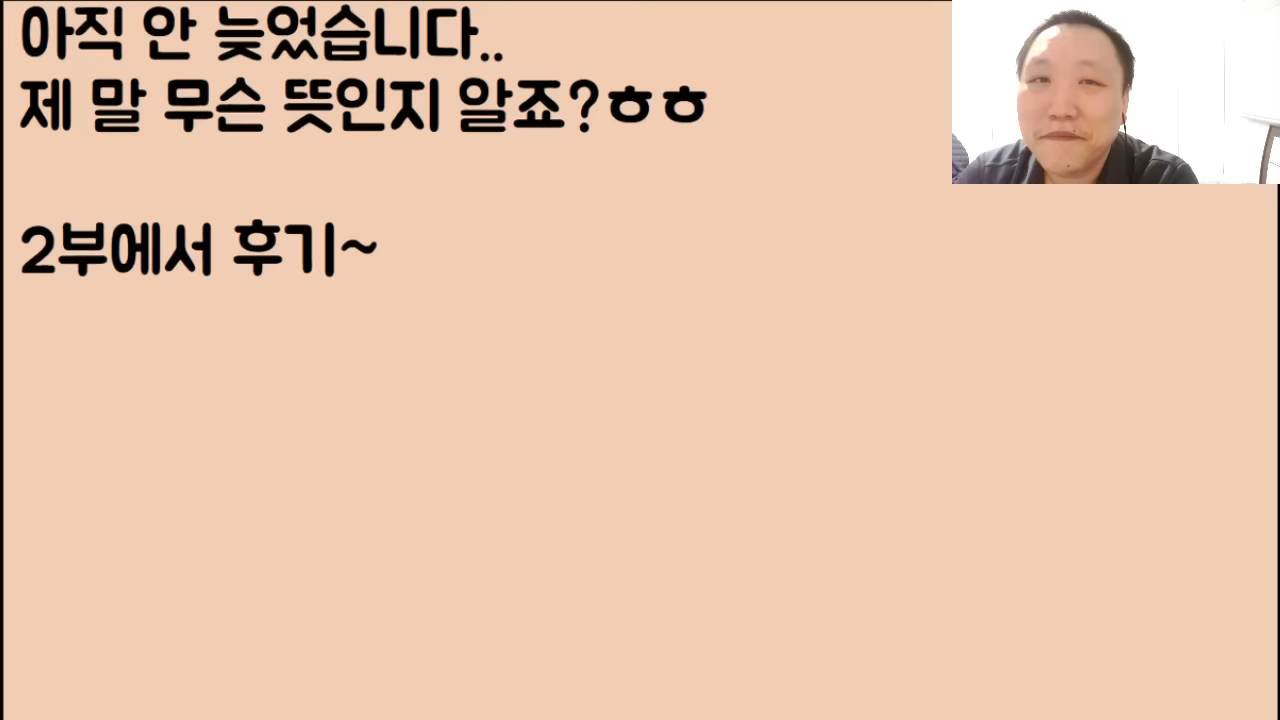 아직 안 늦었습니다..
제 말 무슨 뜻인지 알죠?ㅎㅎ
2부에서 후기~